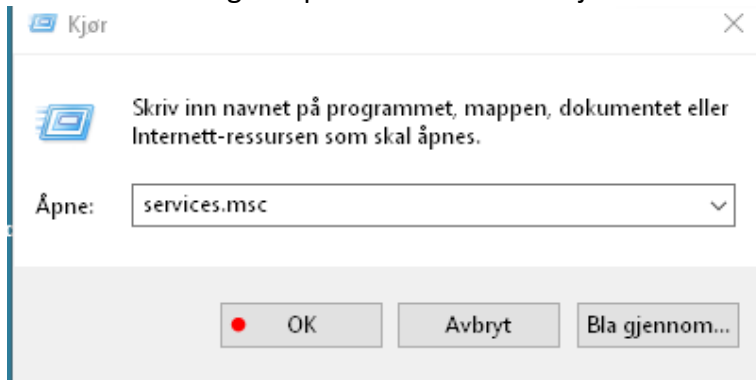 Kjør
Skriv inn navnet på programmet, mappen, dokumentet eller
Internett-ressursen som skal åpnes.
Åpne: services.msc
OK Avbryt Bla gjennom...